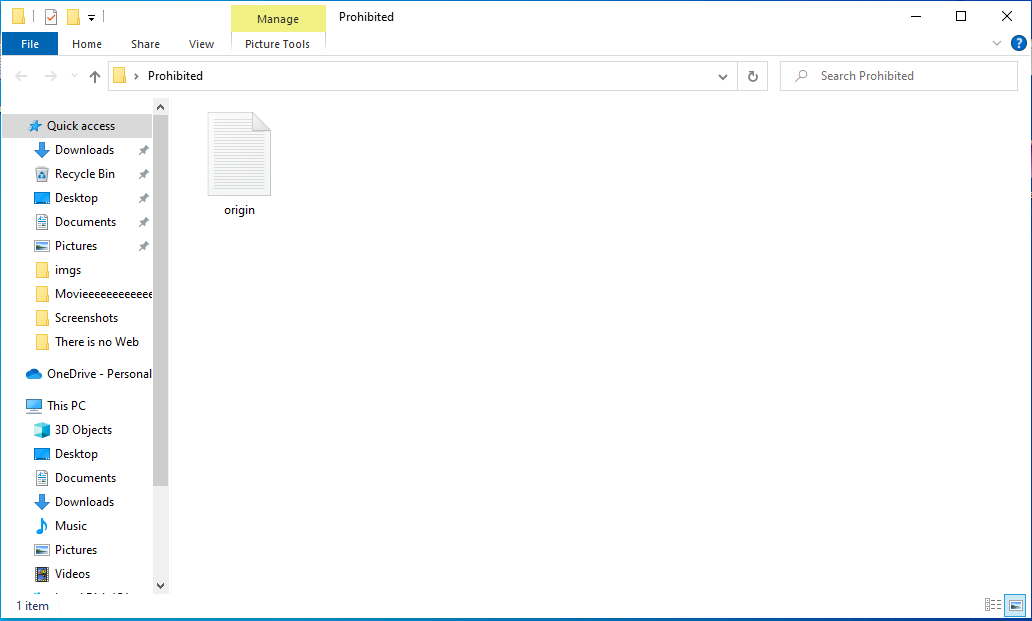 Manage
Prohibited
File
Home
Share
View
Picture Tools
Prohibited
Search Prohibited
Quick access
Downloads
Recycle Bin
Desktop
Documents
Pictures
imgs
Movieeeeeeeeeeee
Screenshots
There is no Web
OneDrive - Personal
This PC
3D Objects
Desktop
Documents
Downloads
Music
Pictures
Videos
origin
1 item